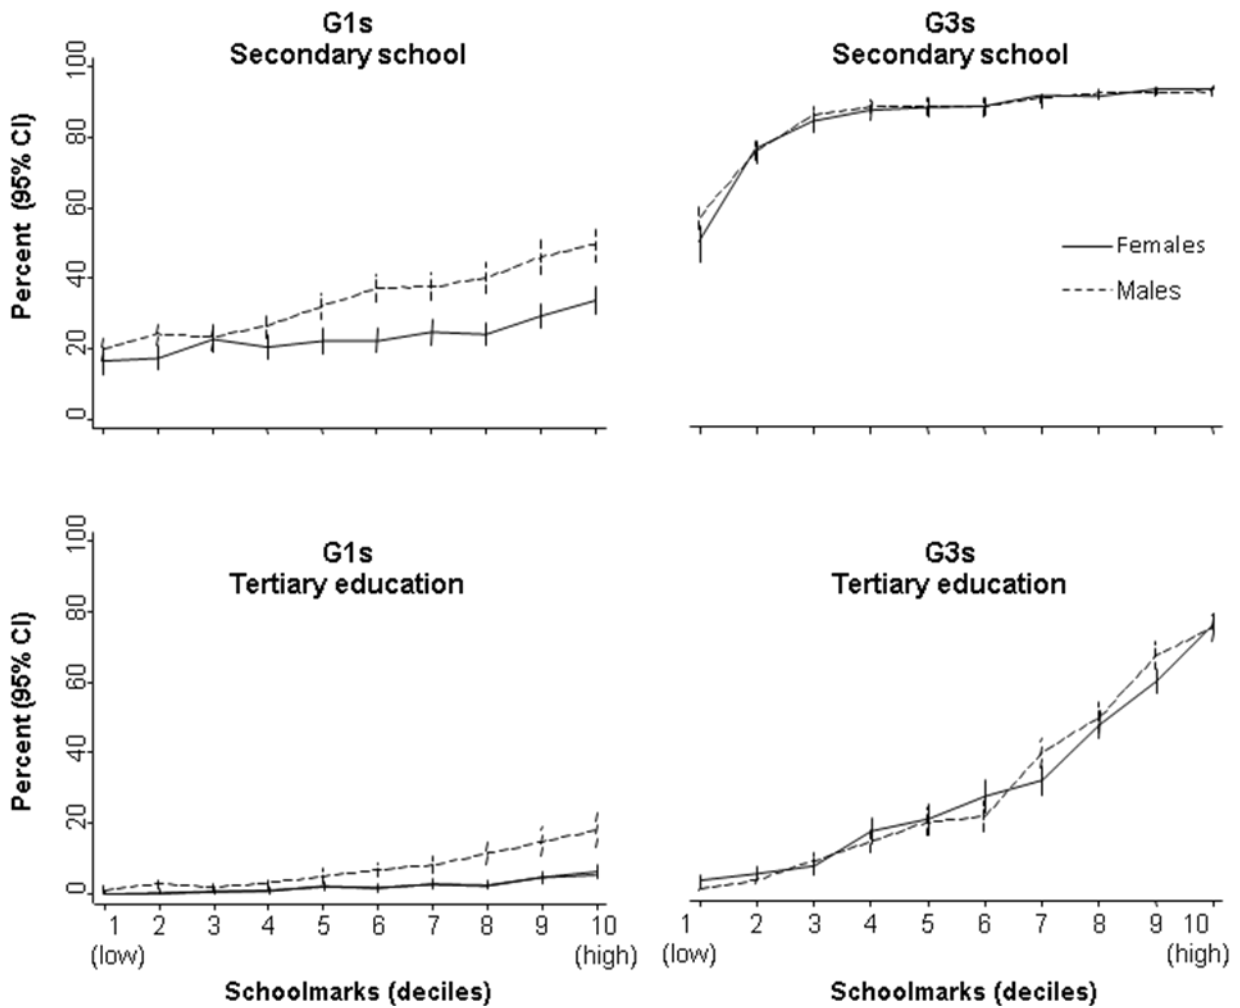 G1s
Secondary school
G3s
Secondary school
Percent (95% CI)
100
80
60
40
20
0
Females
Males
G1s
Tertiary education
G3s
Tertiary education
Percent (95% CI)
100
80
60
40
20
0
1 2 3 4 5 6 7 8 9 10
(low) (high)
Schoolmarks (deciles)
1 2 3 4 5 6 7 8 9 10
(low) (high)
Schoolmarks (deciles)